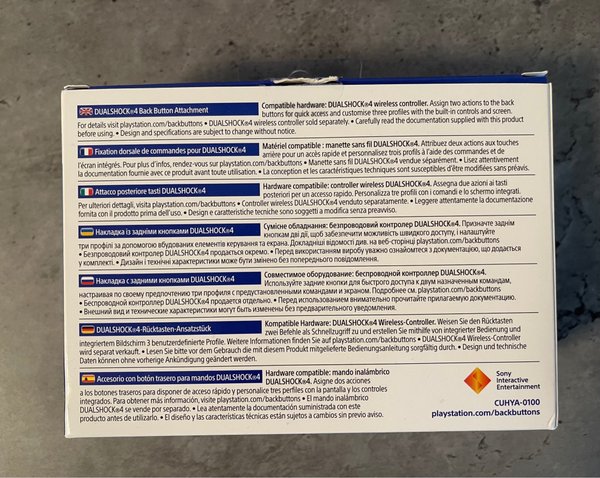 DUALSHOCK®4 Back Button Attachment
Compatible hardware: DUALSHOCK®4 wireless controller. Assign two actions to the back
buttons for quick access and customise three profiles with the built-in controls and screen.
For details visit playstation.com/backbuttons • DUALSHOCK®4 wireless controller sold separately. • Carefully read the documentation supplied with this product
before using. • Design and specifications are subject to change without notice.
Fixation dorsale de commandes pour DUALSHOCK®4
Matériel compatible : manette sans fil DUALSHOCK®4. Attribuez deux actions aux touches
arrière pour un accès rapide et personnalisez trois profils à l'aide des commandes et de
l'écran intégrés. Pour plus d'infos, rendez-vous sur playstation.com/backbuttons • Manette sans fil DUALSHOCK®4 vendue séparément. • Lisez attentivement
la documentation fournie avec ce produit avant toute utilisation. • La conception et les caractéristiques techniques sont susceptibles d'être modifiées sans préavis.
Attacco posteriore tasti DUALSHOCK®4
Hardware compatibile: controller wireless DUALSHOCK®4. Assegna due azioni ai tasti
posteriori per un accesso rapido. Personalizza tre profili con i comandi e lo schermo integrati.
Per ulteriori dettagli, visita playstation.com/backbuttons • Controller wireless DUALSHOCK®4 venduto separatamente. • Leggere attentamente la documentazione
fornita con il prodotto prima dell'uso. • Design e caratteristiche tecniche sono soggetti a modifica senza preavviso.
Накладка із задніми кнопками DUALSHOCK®4
Сумісне обладнання: безпроводовий контролер DUALSHOCK®4. Призначте заднім
кнопкам дві дії, щоб забезпечити можливість швидкого доступу, і налаштуйте
три профілі за допомогою вбудованих елементів керування та екрана. Докладніші відомості див. на веб-сторінці playstation.com/backbuttons
• Безпроводовий контролер DUALSHOCK®4 продається окремо. • Перед використанням виробу уважно ознайомтеся з документацією, що додається
у комплекті. • Дизайн і технічні характеристики може бути змінено без попереднього повідомлення.
Накладка с задними кнопками DUALSHOCK®4
Совместимое оборудование: беспроводной контроллер DUALSHOCK®4.
Используйте задние кнопки для быстрого доступа к двум назначенным командам,
настраивая по своему предпочтению три профиля с предустановленными командами и экраном. Подробнее см. playstation.com/backbuttons
• Беспроводной контроллер DUALSHOCK®4 продается отдельно. • Перед использованием внимательно прочитайте прилагаемую документацию.
• Внешний вид и технические характеристики могут быть изменены без предварительного уведомления.
DUALSHOCK®4-Rücktasten-Ansatzstück
Kompatible Hardware: DUALSHOCK®4 Wireless-Controller. Weisen Sie den Rücktasten
zwei Befehle als Schnellzugriff zu und erstellen Sie mithilfe von integrierter Bedienung und
integriertem Bildschirm 3 benutzerdefinierte Profile. Weitere Informationen finden Sie auf playstation.com/backbuttons • DUALSHOCK®4 Wireless-Controller
wird separat verkauft. • Lesen Sie bitte vor dem Gebrauch die mit diesem Produkt mitgelieferte Bedienungsanleitung sorgfältig durch. • Design und technische
Daten können ohne vorherige Ankündigung geändert werden.
Accesorio con botón trasero para mandos DUALSHOCK®4
Hardware compatible: mando inalámbrico
DUALSHOCK®4. Asigne dos acciones
a los botones traseros para disponer de acceso rápido y personalice tres perfiles con la pantalla y los controles
integrados. Para obtener más información, visite playstation.com/backbuttons • El mando inalámbrico
DUALSHOCK®4 se vende por separado. • Lea atentamente la documentación suministrada con este
producto antes de utilizarlo. • El diseño y las características técnicas están sujetos a cambios sin previo aviso.
Sony
Interactive
Entertainment
CUHYA-0100
playstation.com/backbuttons